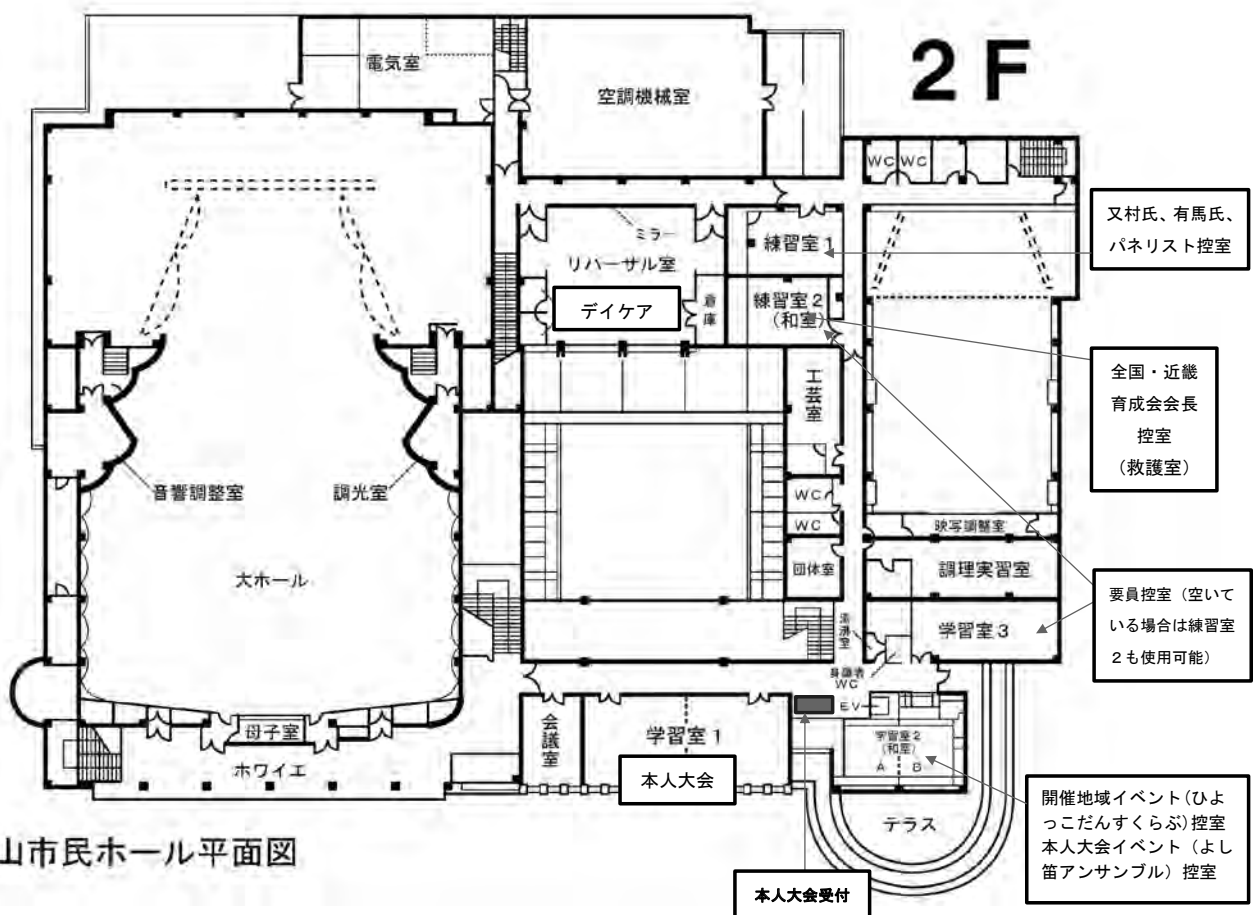 2F
電気室
空調機械室
WC
WC
ミラー
リハーサル室
デイケア
倉庫
練習室1
練習室2
(和室)
又村氏、有馬氏、
パネリスト控室
全国・近畿
育成会会長
控室
(救護室)
工芸室
音響調整室
調光室
WC
WC
団体室
映写調整室
調理実習室
大ホール
湯沸室
学習室3
要員控室(空いて
いる場合は練習室
2も使用可能)
身障者
WC
EV
母子室
ホワイエ
会議室
学習室1
本人大会
学習室2
(和室)
A B
テラス
開催地域イベント(ひよ
っこだんすくらぶ)控室
本人大会イベント(よし
笛アンサンブル)控室
山市民ホール平面図
本人大会受付